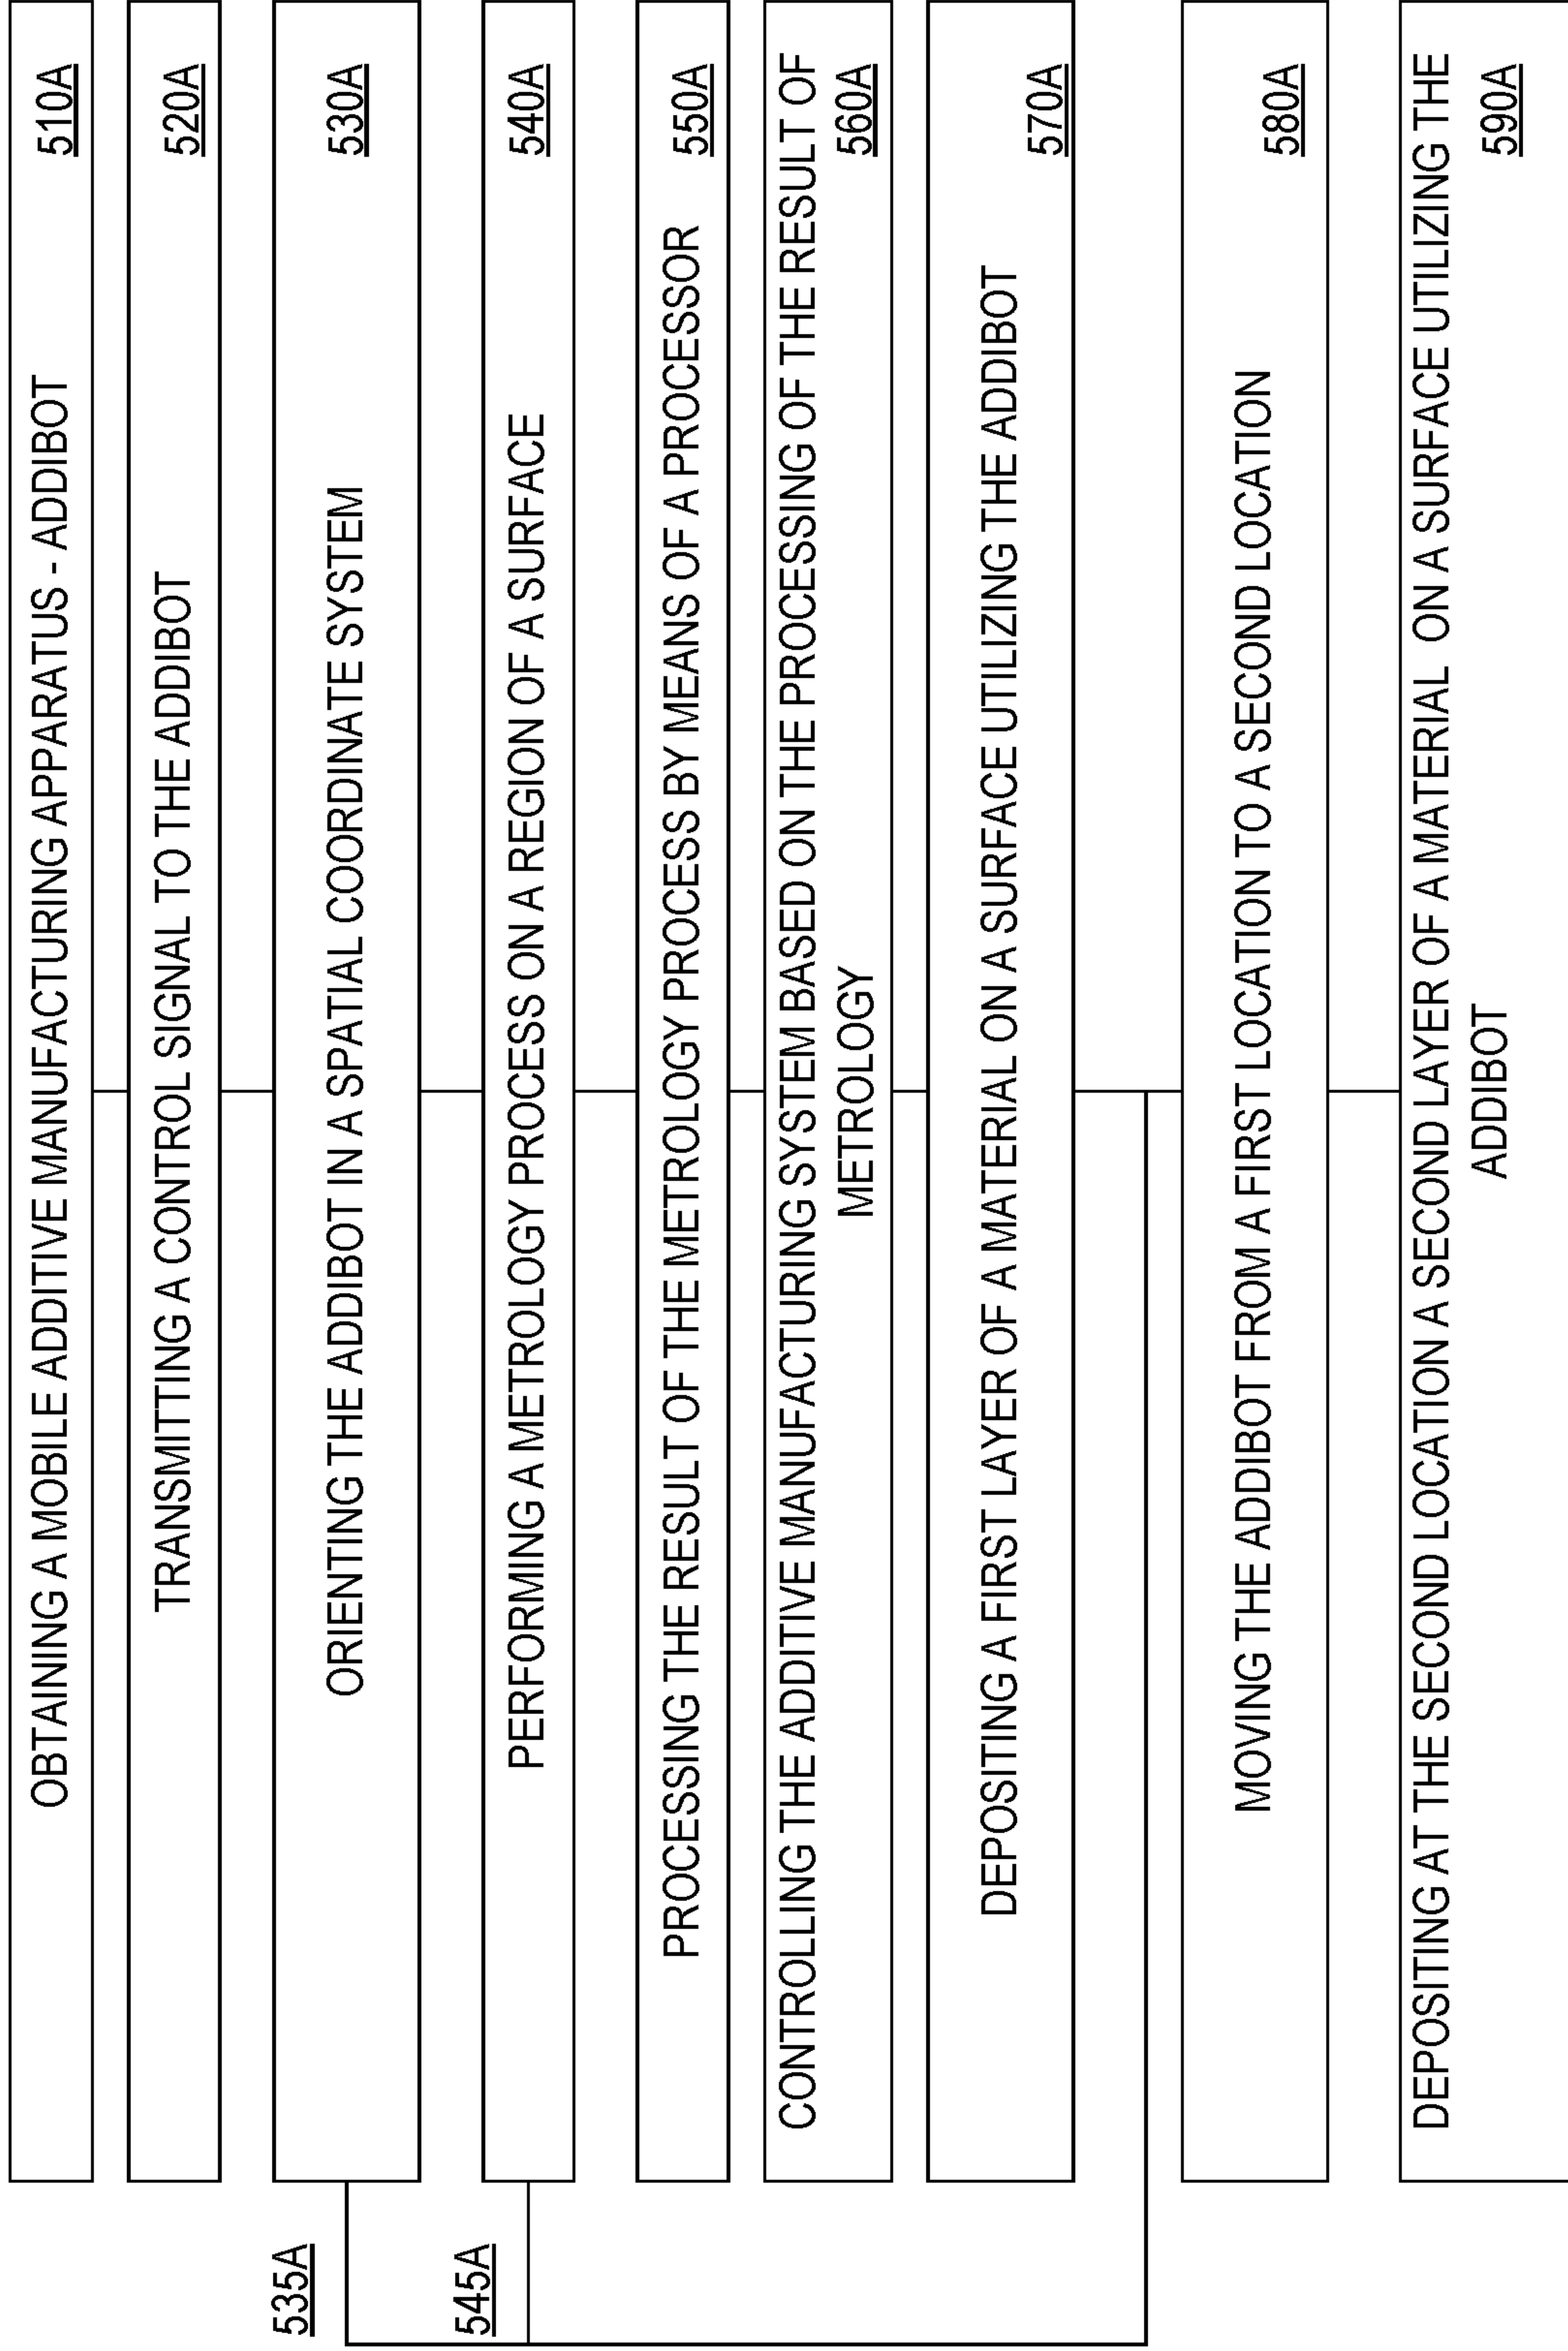 OBTAINING A MOBILE ADDITIVE MANUFACTURING APPARATUS - ADDIBOT
510A
TRANSMITTING A CONTROL SIGNAL TO THE ADDIBOT
520A
535A
ORIENTING THE ADDIBOT IN A SPATIAL COORDINATE SYSTEM
530A
545A
PERFORMING A METROLOGY PROCESS ON A REGION OF A SURFACE
540A
PROCESSING THE RESULT OF THE METROLOGY PROCESS BY MEANS OF A PROCESSOR
550A
CONTROLLING THE ADDITIVE MANUFACTURING SYSTEM BASED ON THE PROCESSING OF THE RESULT OF
METROLOGY
560A
DEPOSITING A FIRST LAYER OF A MATERIAL ON A SURFACE UTILIZING THE ADDIBOT
570A
MOVING THE ADDIBOT FROM A FIRST LOCATION TO A SECOND LOCATION
580A
DEPOSITING AT THE SECOND LOCATION A SECOND LAYER OF A MATERIAL ON A SURFACE UTILIZING THE
ADDIBOT
590A